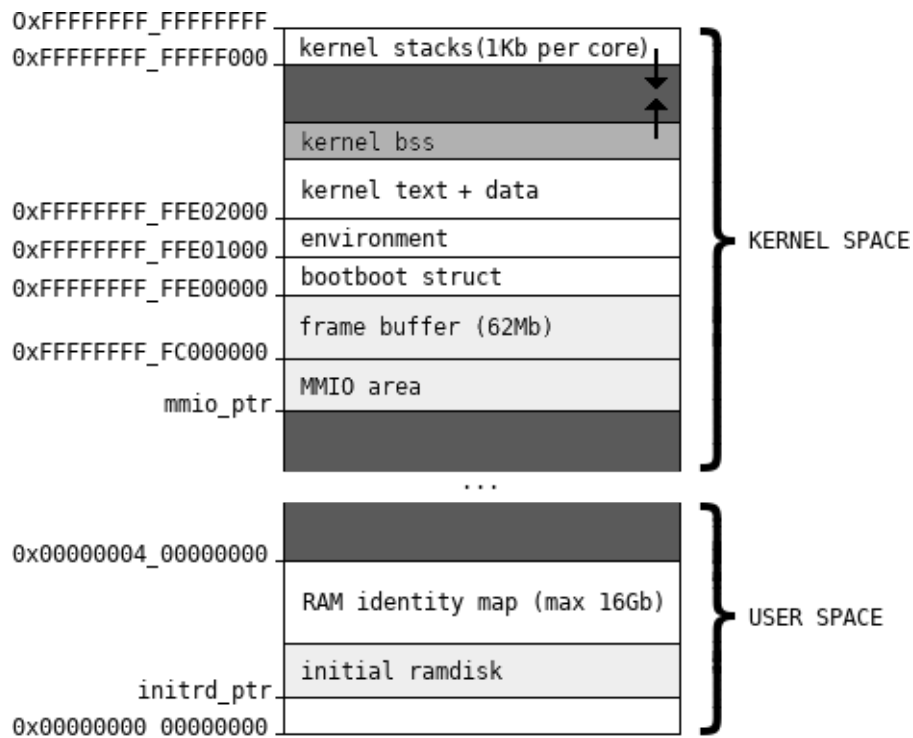 0xFFFFFFFF_FFFFFFFF
kernel stacks(1Kb per core)
0xFFFFFFFF_FFFFF000
kernel bss
kernel text + data
0xFFFFFFFF_FFE02000
environment
KERNEL SPACE
0xFFFFFFFF_FFE01000
bootboot struct
0xFFFFFFFF_FFE00000
frame buffer (62Mb)
0xFFFFFFFF_FC000000
MMIO area
mmio_ptr
...
0x00000004_00000000
RAM identity map (max 16Gb)
USER SPACE
initial ramdisk
initrd_ptr
0x00000000_00000000